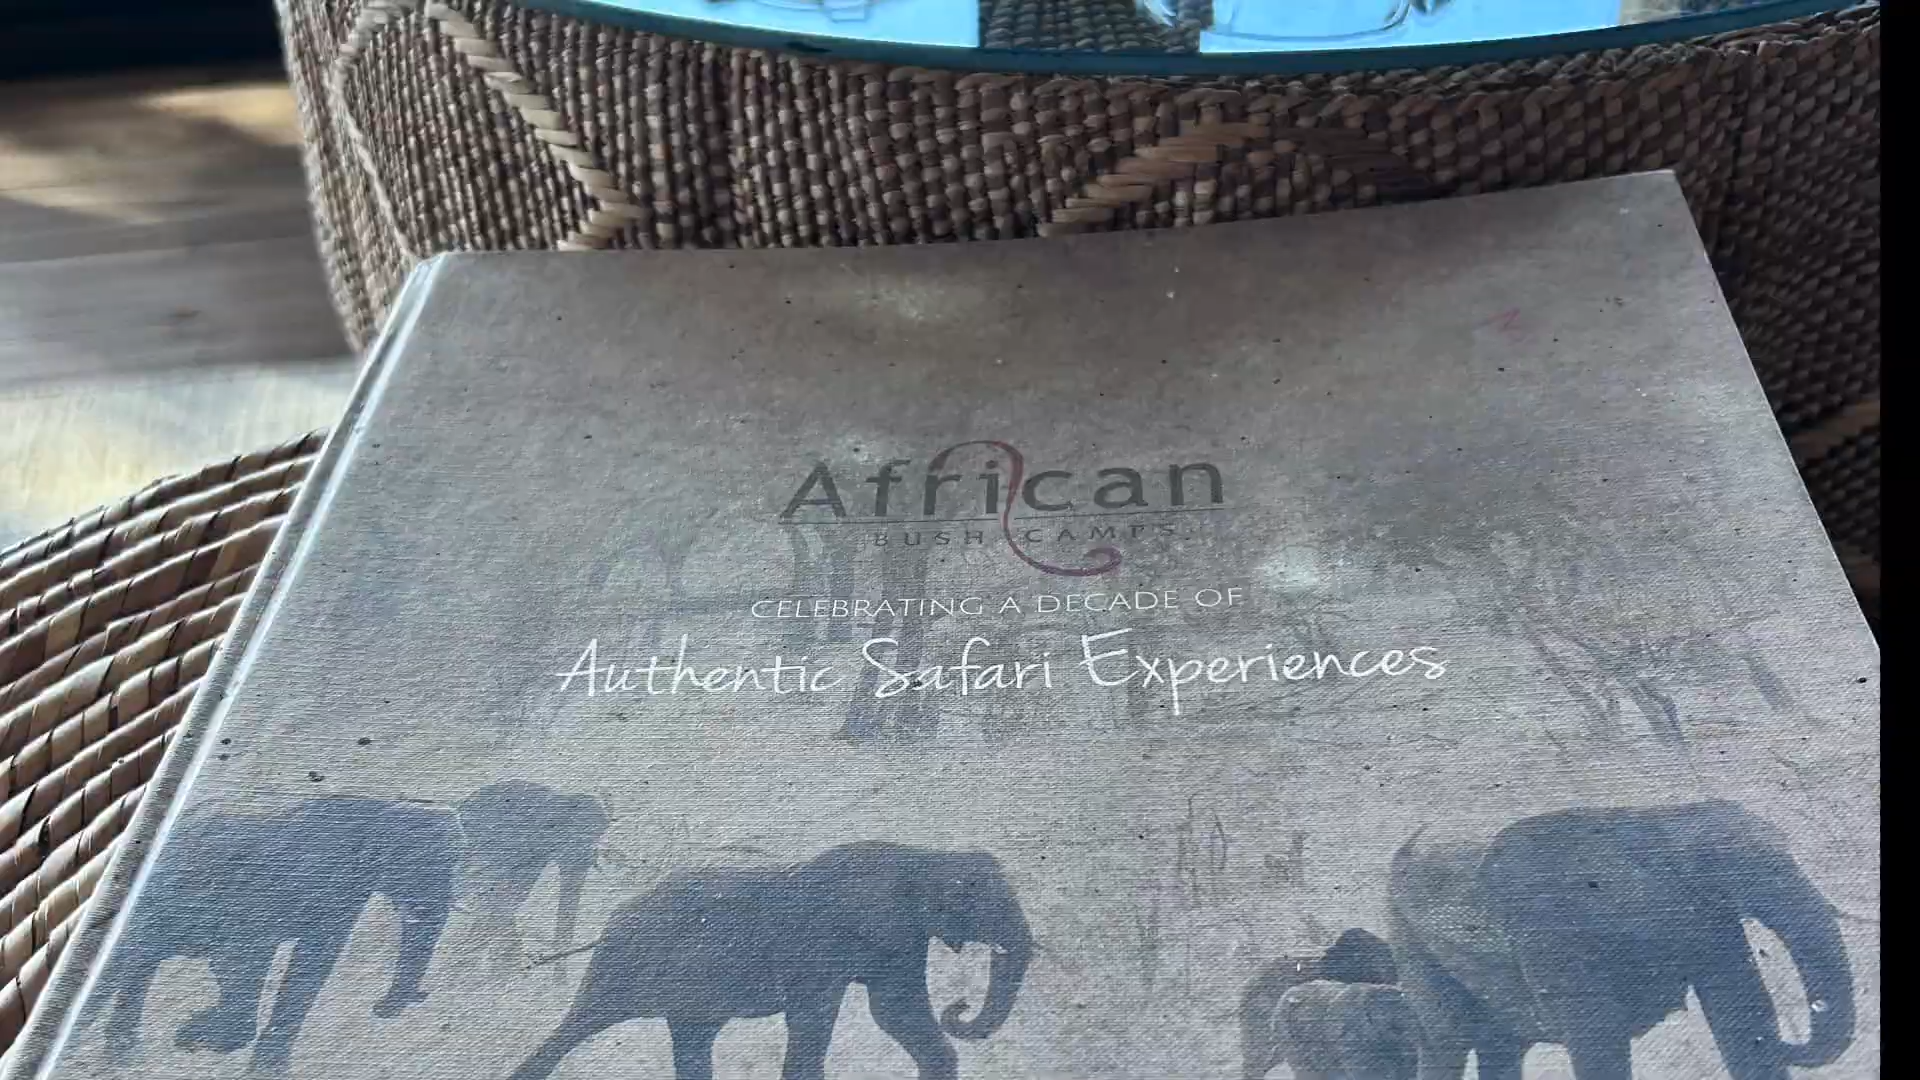 African
BUSH CAMPS
CELEBRATING A DECADE OF
Authentic Safari Experiences